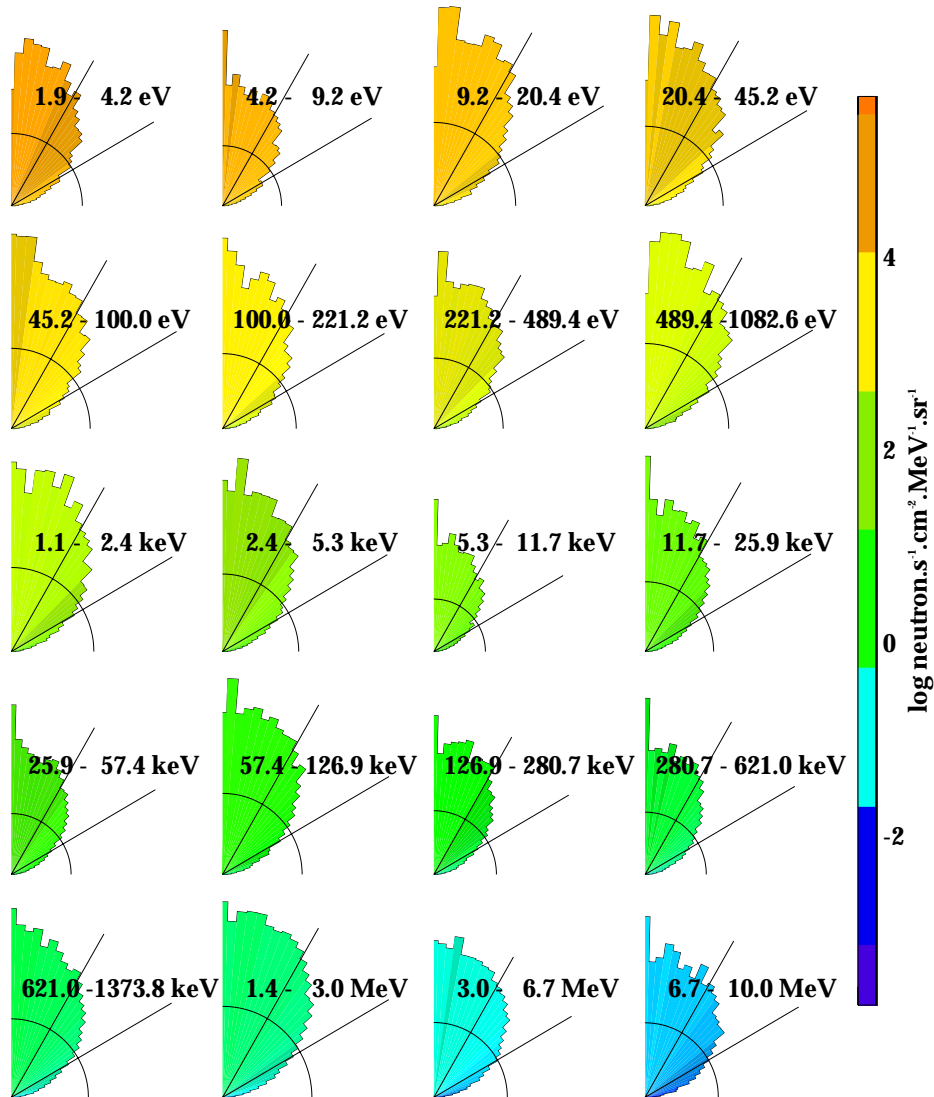 1.9 - 4.2 eV
4.2 - 9.2 eV
9.2 - 20.4 eV
20.4 - 45.2 eV
45.2 - 100.0 eV
100.0 - 221.2 eV
221.2 - 489.4 eV
489.4 -1082.6 eV
1.1 - 2.4 keV
2.4 - 5.3 keV
5.3 - 11.7 keV
11.7 - 25.9 keV
25.9 - 57.4 keV
57.4 - 126.9 keV
126.9 - 280.7 keV
280.7 - 621.0 keV
621.0 -1373.8 keV
1.4 - 3.0 MeV
3.0 - 6.7 MeV
6.7 - 10.0 MeV
4
2
0
-2
log neutron.s⁻¹.cm⁻².MeV⁻¹.sr⁻¹